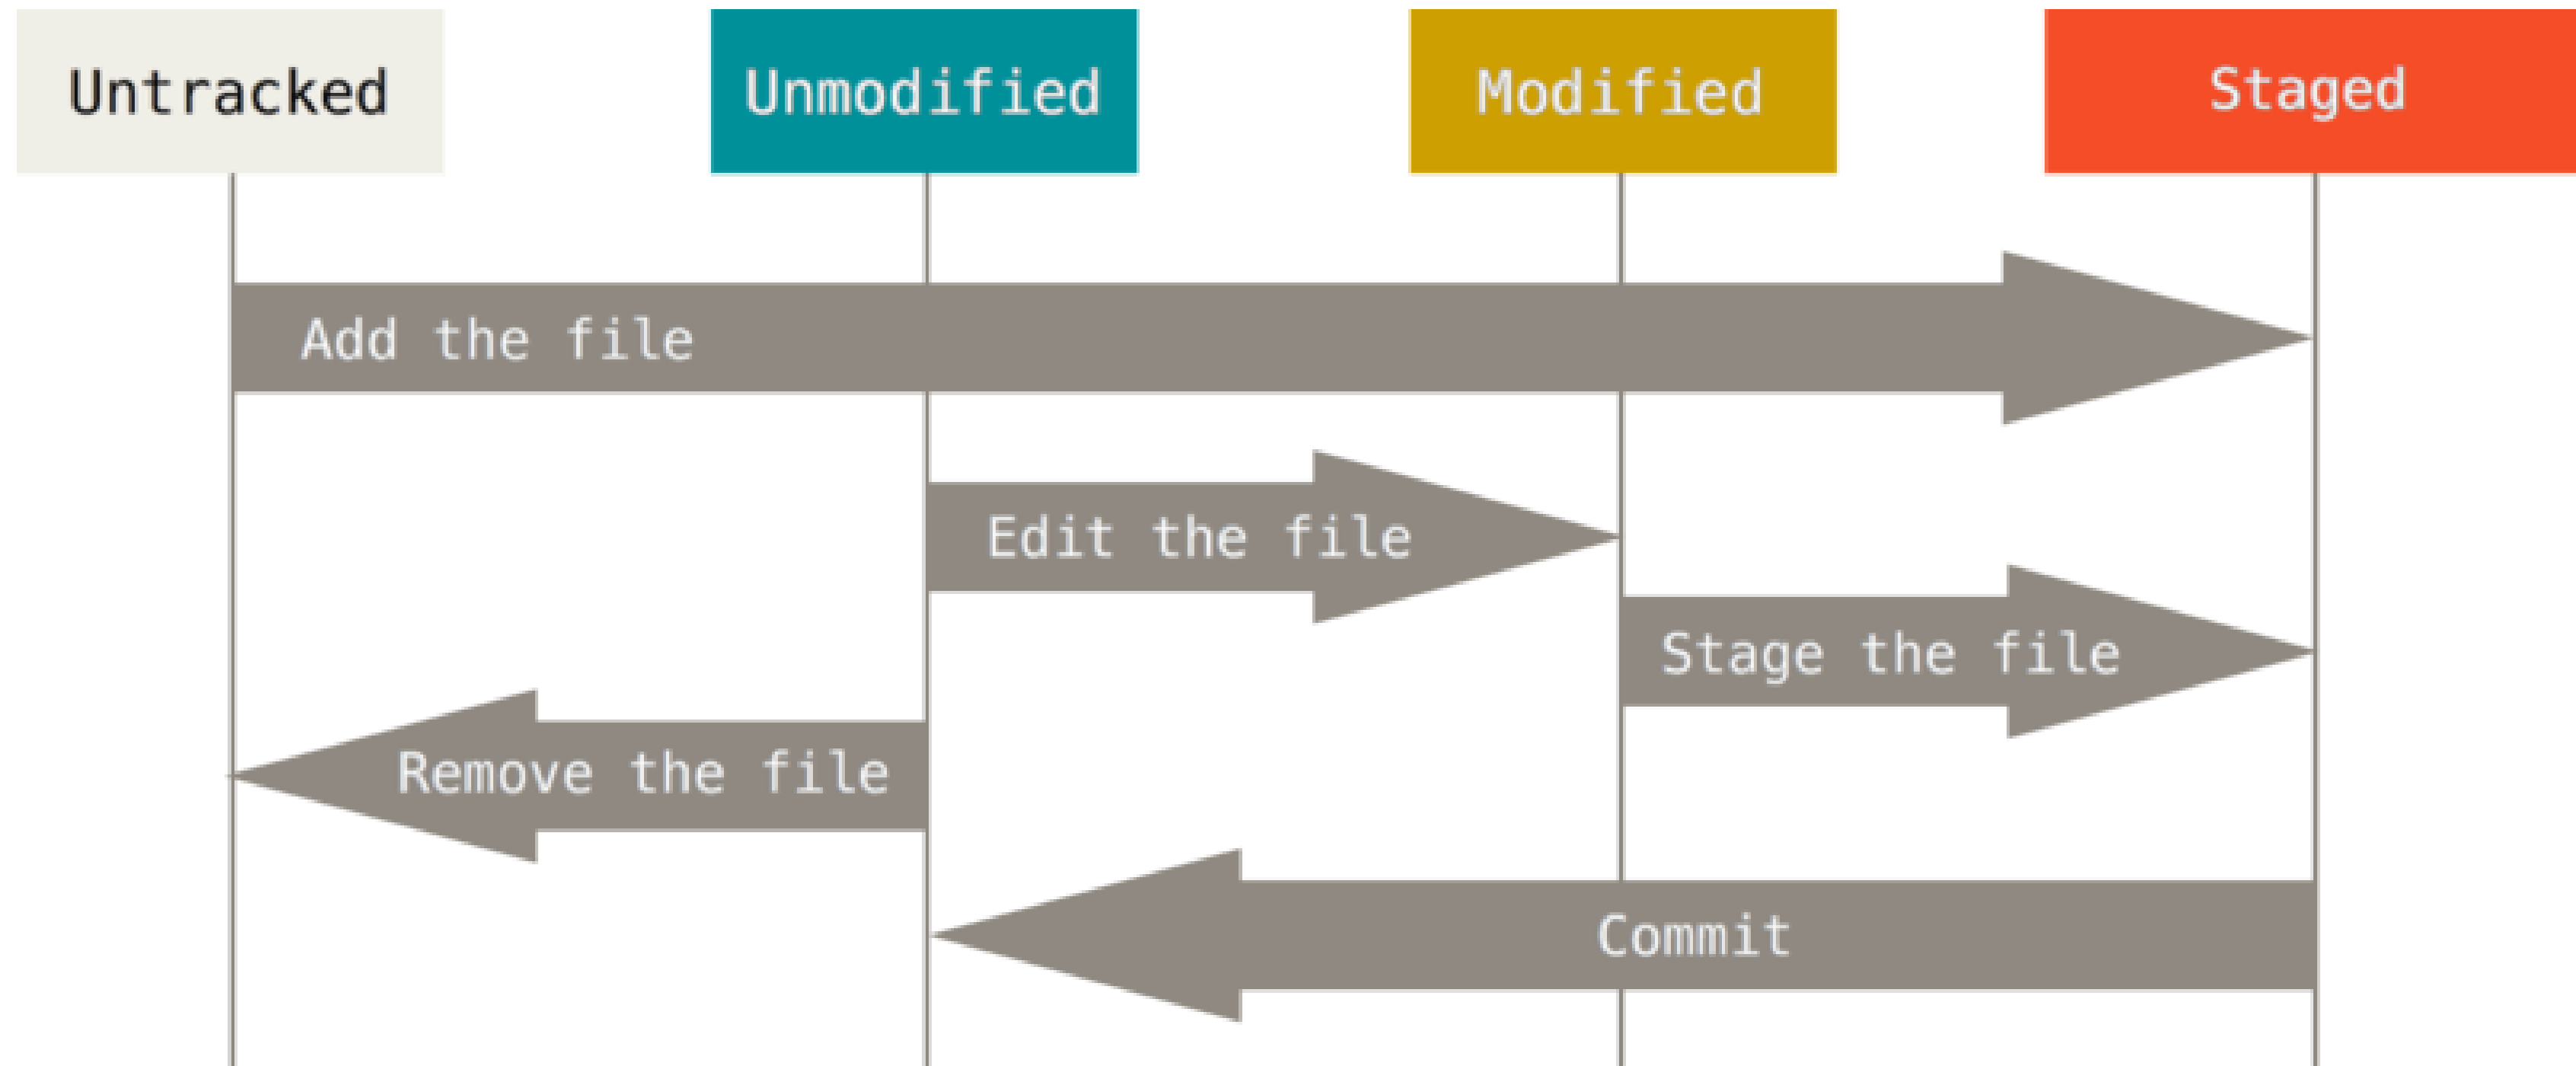 Untracked
Unmodified
Modified
Staged
Add the file
Edit the file
Stage the file
Remove the file
Commit